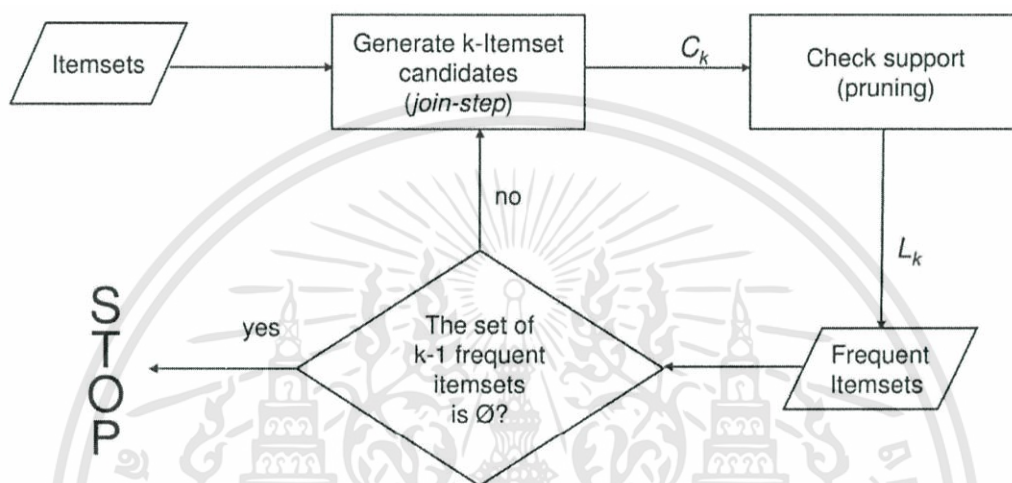 Itemsets
Generate k-Itemset
candidates
(join-step)
C_k
Check support
(pruning)
no
L_k
STOP
yes
The set of
k-1 frequent
itemsets
is Ø?
Frequent
Itemsets